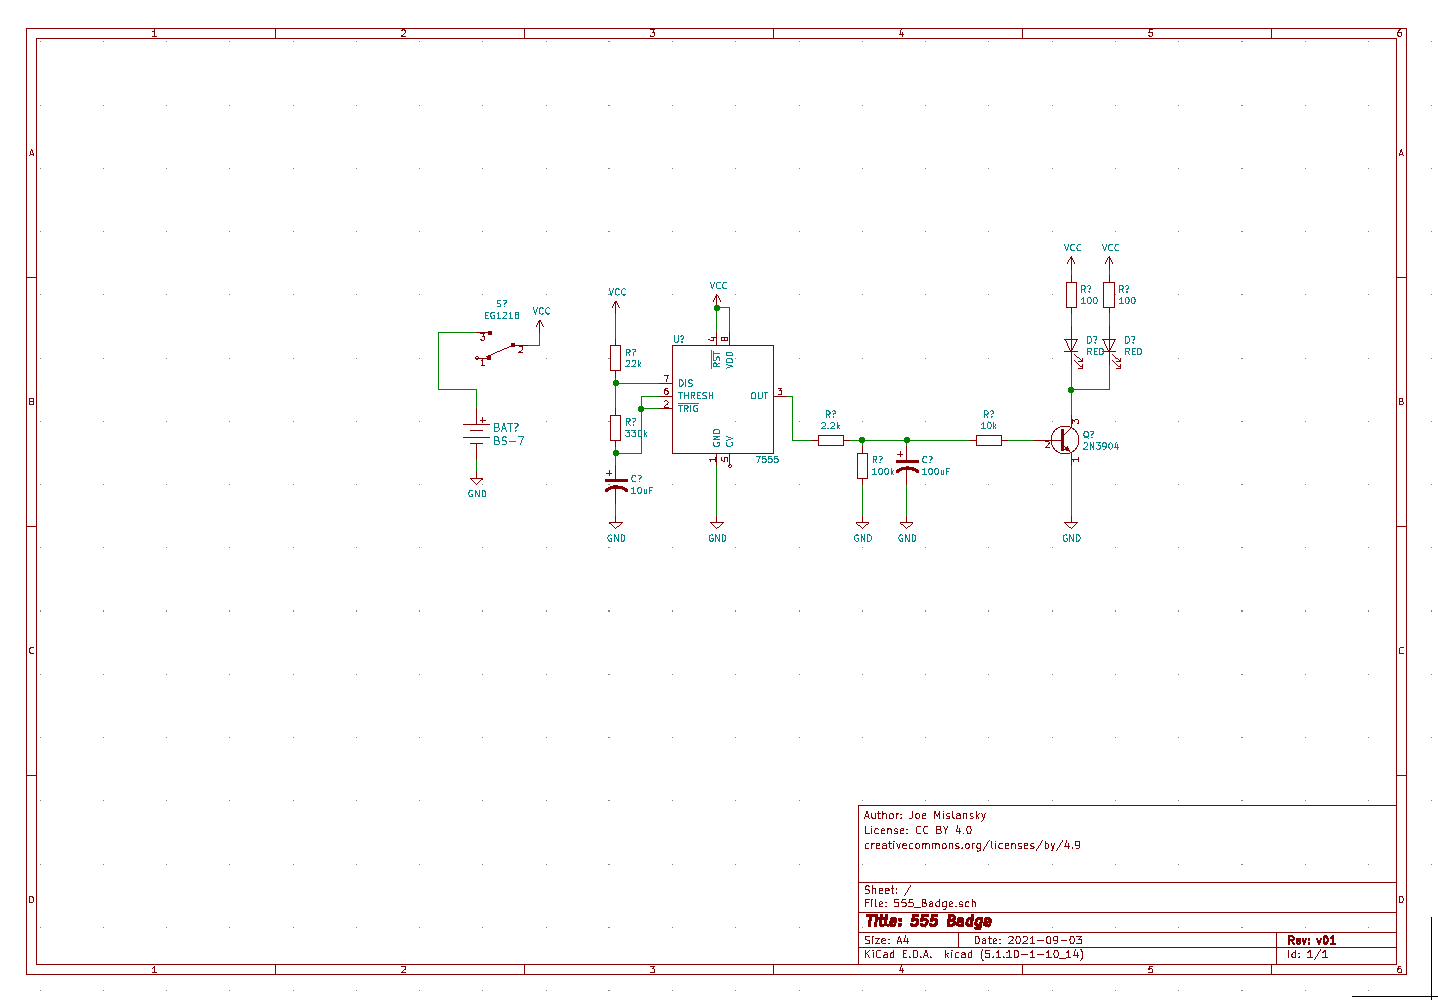 1 2 3 4 5 6
A A
VCC VCC
R? R?
100 100
VCC
VCC
S?
EG1218
VCC
3
2
1
U?
4 8
RST VDD
D? D?
RED RED
R?
22k
7 DIS
6 THRESH
2 TRIG
OUT 3
B B
BAT?
BS-7
+
GND
R?
330k
GND CV
1 5
7555
+
C?
10uF
R?
2.2k
R?
10k
R?
100k
+
C?
100uF
3
2
1
Q?
2N3904
GND GND GND GND GND
C C
D D
Author: Joe Mislansky
License: CC BY 4.0
creativecommons.org/licenses/by/4.9
Sheet: /
File: 555_Badge.sch
Title: 555 Badge
Size: A4 Date: 2021-09-03 Rev: v01
KiCad E.D.A. kicad (5.1.10-1-10_14) Id: 1/1
1 2 3 4 5 6